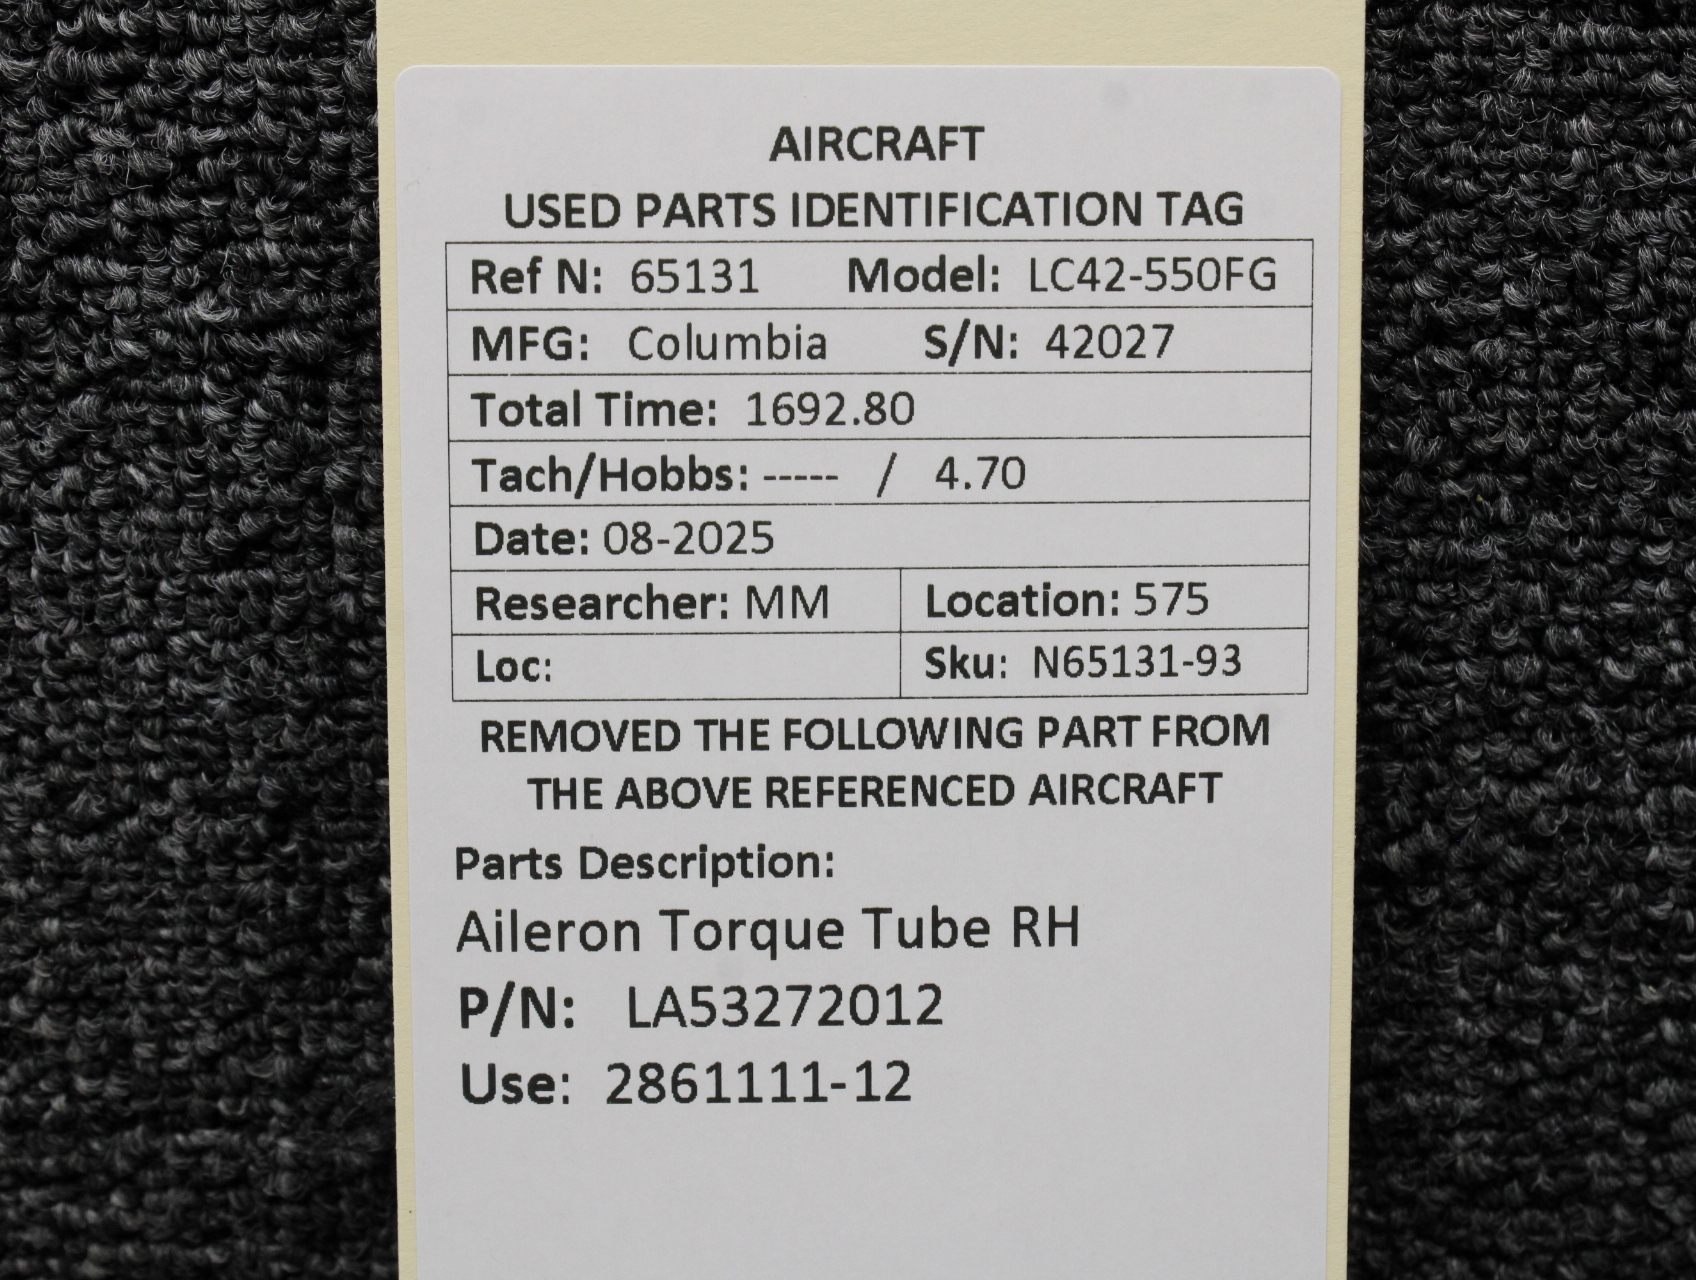 AIRCRAFT
USED PARTS IDENTIFICATION TAG
Ref N: 65131 Model: LC42-550FG
MFG: Columbia S/N: 42027
Total Time: 1692.80
Tach/Hobbs: ----- / 4.70
Date: 08-2025
Researcher: MM Location: 575
Loc: Sku: N65131-93
REMOVED THE FOLLOWING PART FROM
THE ABOVE REFERENCED AIRCRAFT
Parts Description:
Aileron Torque Tube RH
P/N: LA53272012
Use: 2861111-12